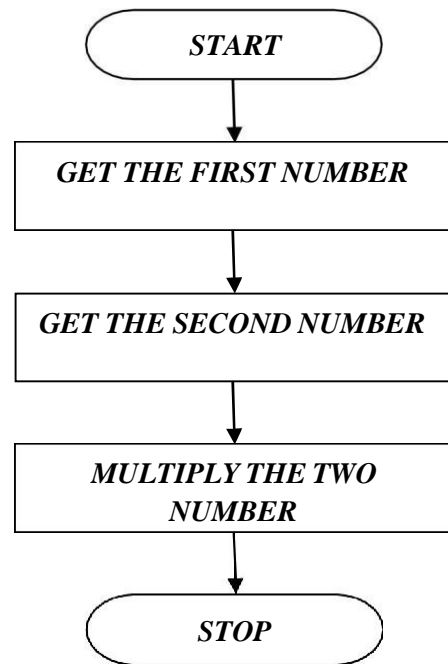 START
GET THE FIRST NUMBER
GET THE SECOND NUMBER
MULTIPLY THE TWO
NUMBER
STOP